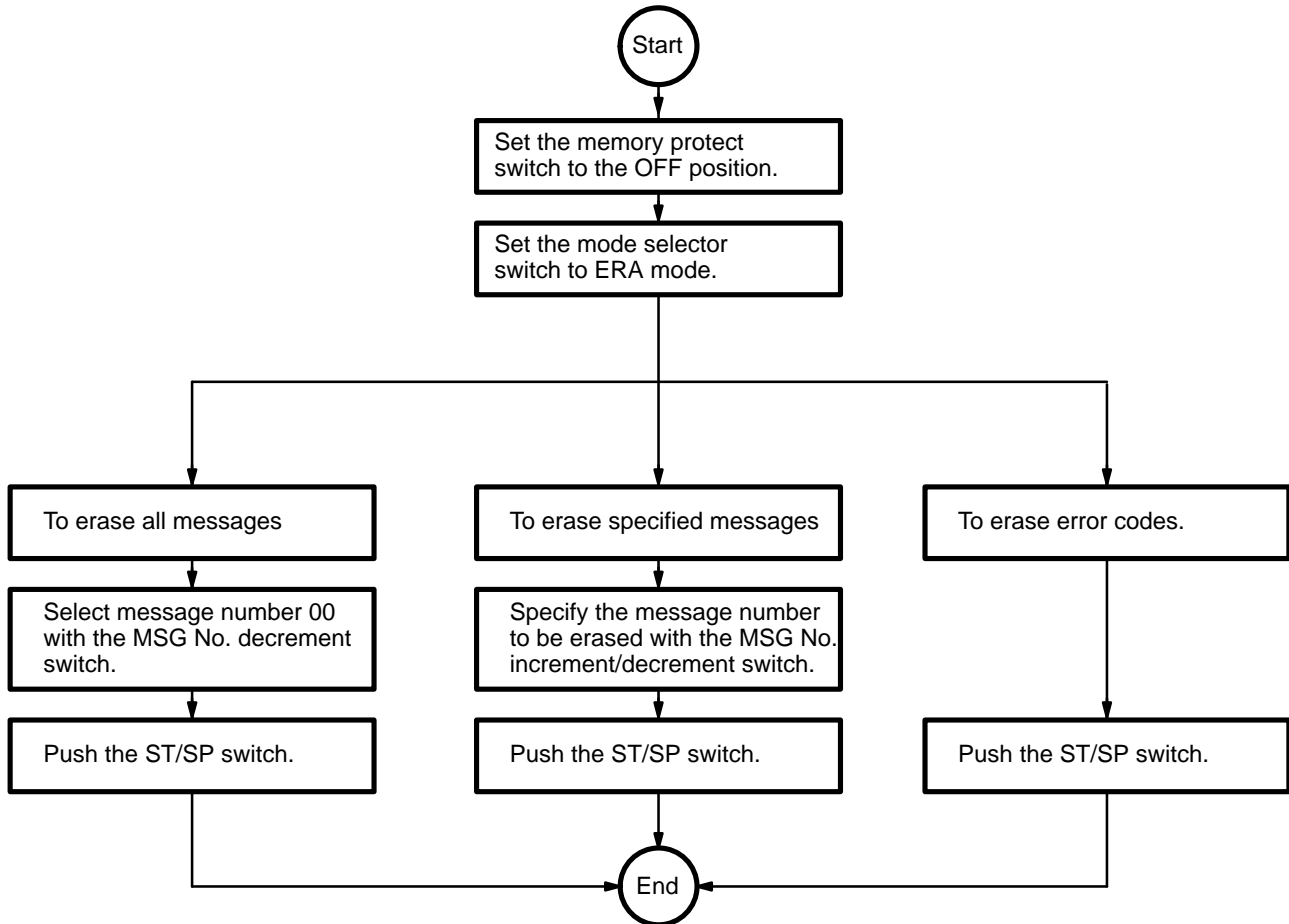 Start
Set the memory protect
switch to the OFF position.
Set the mode selector
switch to ERA mode.
To erase all messages
To erase specified messages
To erase error codes.
Select message number 00
with the MSG No. decrement
switch.
Specify the message number
to be erased with the MSG No.
increment/decrement switch.
Push the ST/SP switch.
Push the ST/SP switch.
Push the ST/SP switch.
End